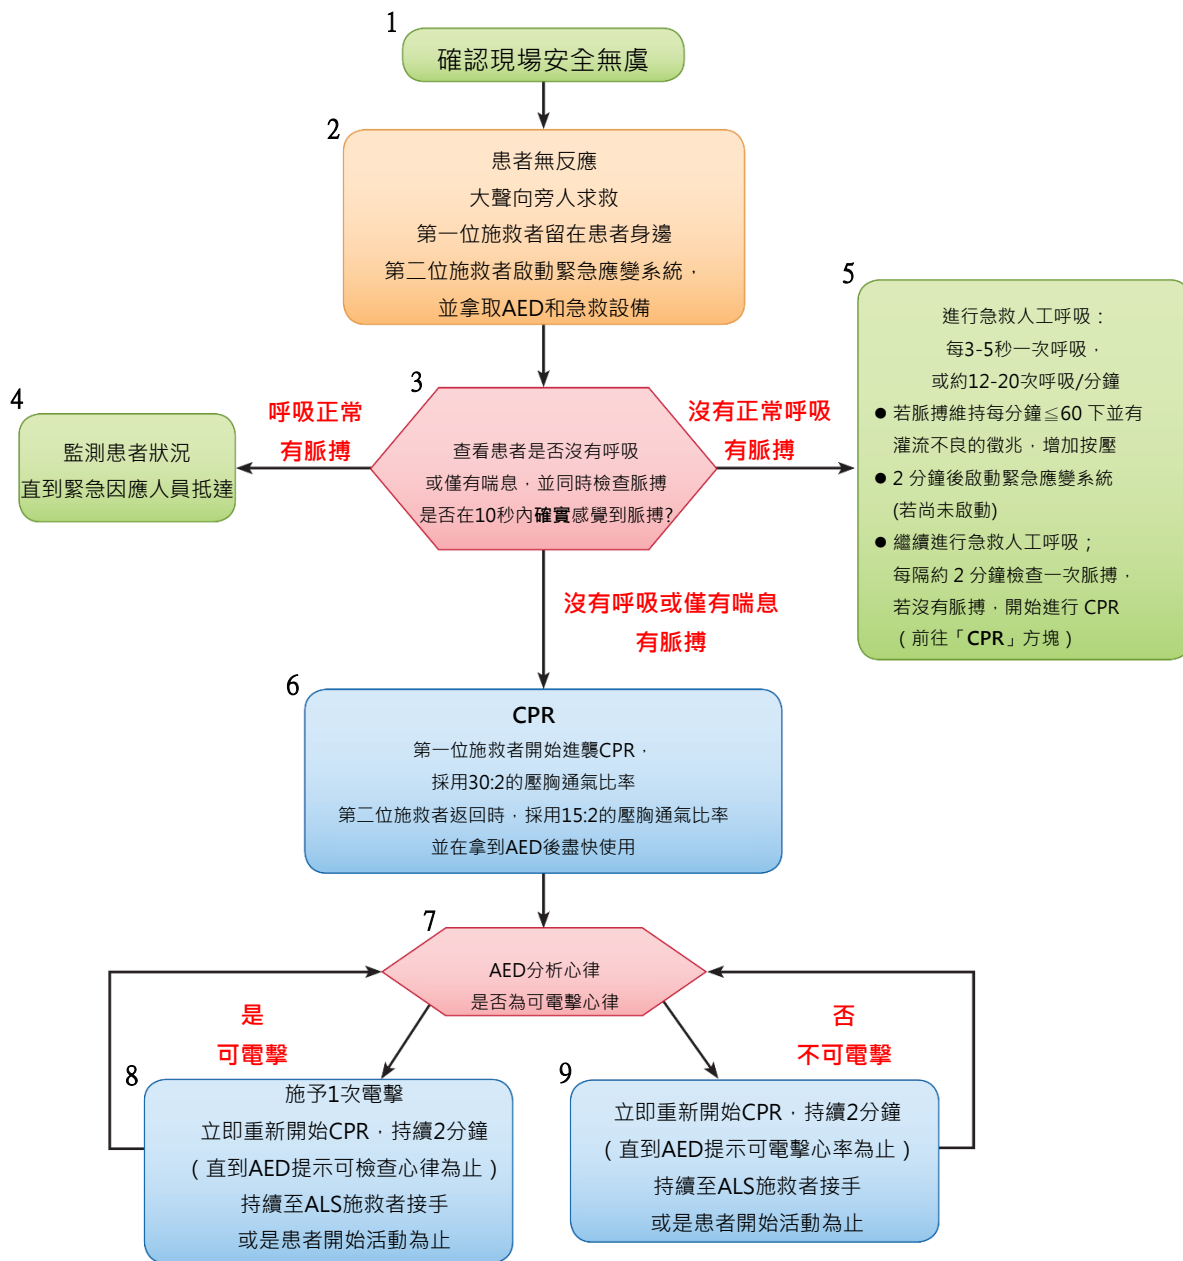 1
確認現場安全無虞
2
患者無反應
大聲向旁人求救
第一位施救者留在患者身邊
第二位施救者啟動緊急應變系統，
並拿取AED和急救設備
3
查看患者是否沒有呼吸
或僅有喘息，並同時檢查脈搏
是否在10秒內確實感覺到脈搏?
呼吸正常
有脈搏
4
監測患者狀況
直到緊急因應人員抵達
沒有正常呼吸
有脈搏
5
進行急救人工呼吸：
每3-5秒一次呼吸，
或約12-20次呼吸/分鐘
● 若脈搏維持每分鐘≦60 下並有
灌流不良的徵兆，增加按壓
● 2 分鐘後啟動緊急應變系統
(若尚未啟動)
● 繼續進行急救人工呼吸；
每隔約 2 分鐘檢查一次脈搏，
若沒有脈搏，開始進行 CPR
（前往「CPR」方塊）
沒有呼吸或僅有喘息
有脈搏
6
CPR
第一位施救者開始進襲CPR，
採用30:2的壓胸通氣比率
第二位施救者返回時，採用15:2的壓胸通氣比率
並在拿到AED後盡快使用
7
AED分析心律
是否為可電擊心律
是
可電擊
8
施予1次電擊
立即重新開始CPR，持續2分鐘
（直到AED提示可檢查心律為止）
持續至ALS施救者接手
或是患者開始活動為止
否
不可電擊
9
立即重新開始CPR，持續2分鐘
（直到AED提示可電擊心率為止）
持續至ALS施救者接手
或是患者開始活動為止